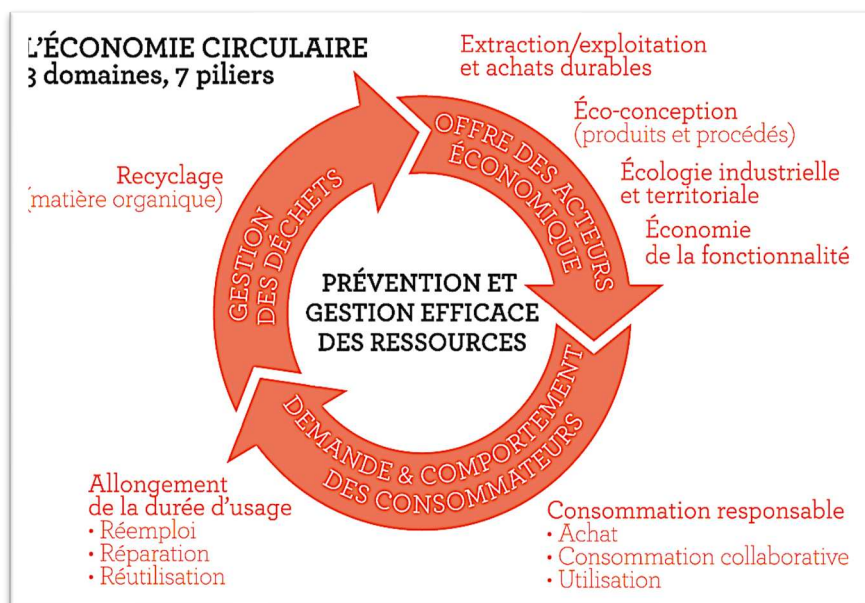 L'ÉCONOMIE CIRCULAIRE
3 domaines, 7 piliers
Extraction/exploitation
et achats durables
Éco-conception
(produits et procédés)
Écologie industrielle
et territoriale
Économie
de la fonctionnalité
Recyclage
(matière organique)
OFFRE DES ACTEURS
ÉCONOMIQUE
GESTION
DES DÉCHETS
PRÉVENTION ET
GESTION EFFICACE
DES RESSOURCES
DEMANDE & COMPORTEMENT
DES CONSOMMATEURS
Allongement
de la durée d'usage
• Réemploi
• Réparation
• Réutilisation
Consommation responsable
• Achat
• Consommation collaborative
• Utilisation